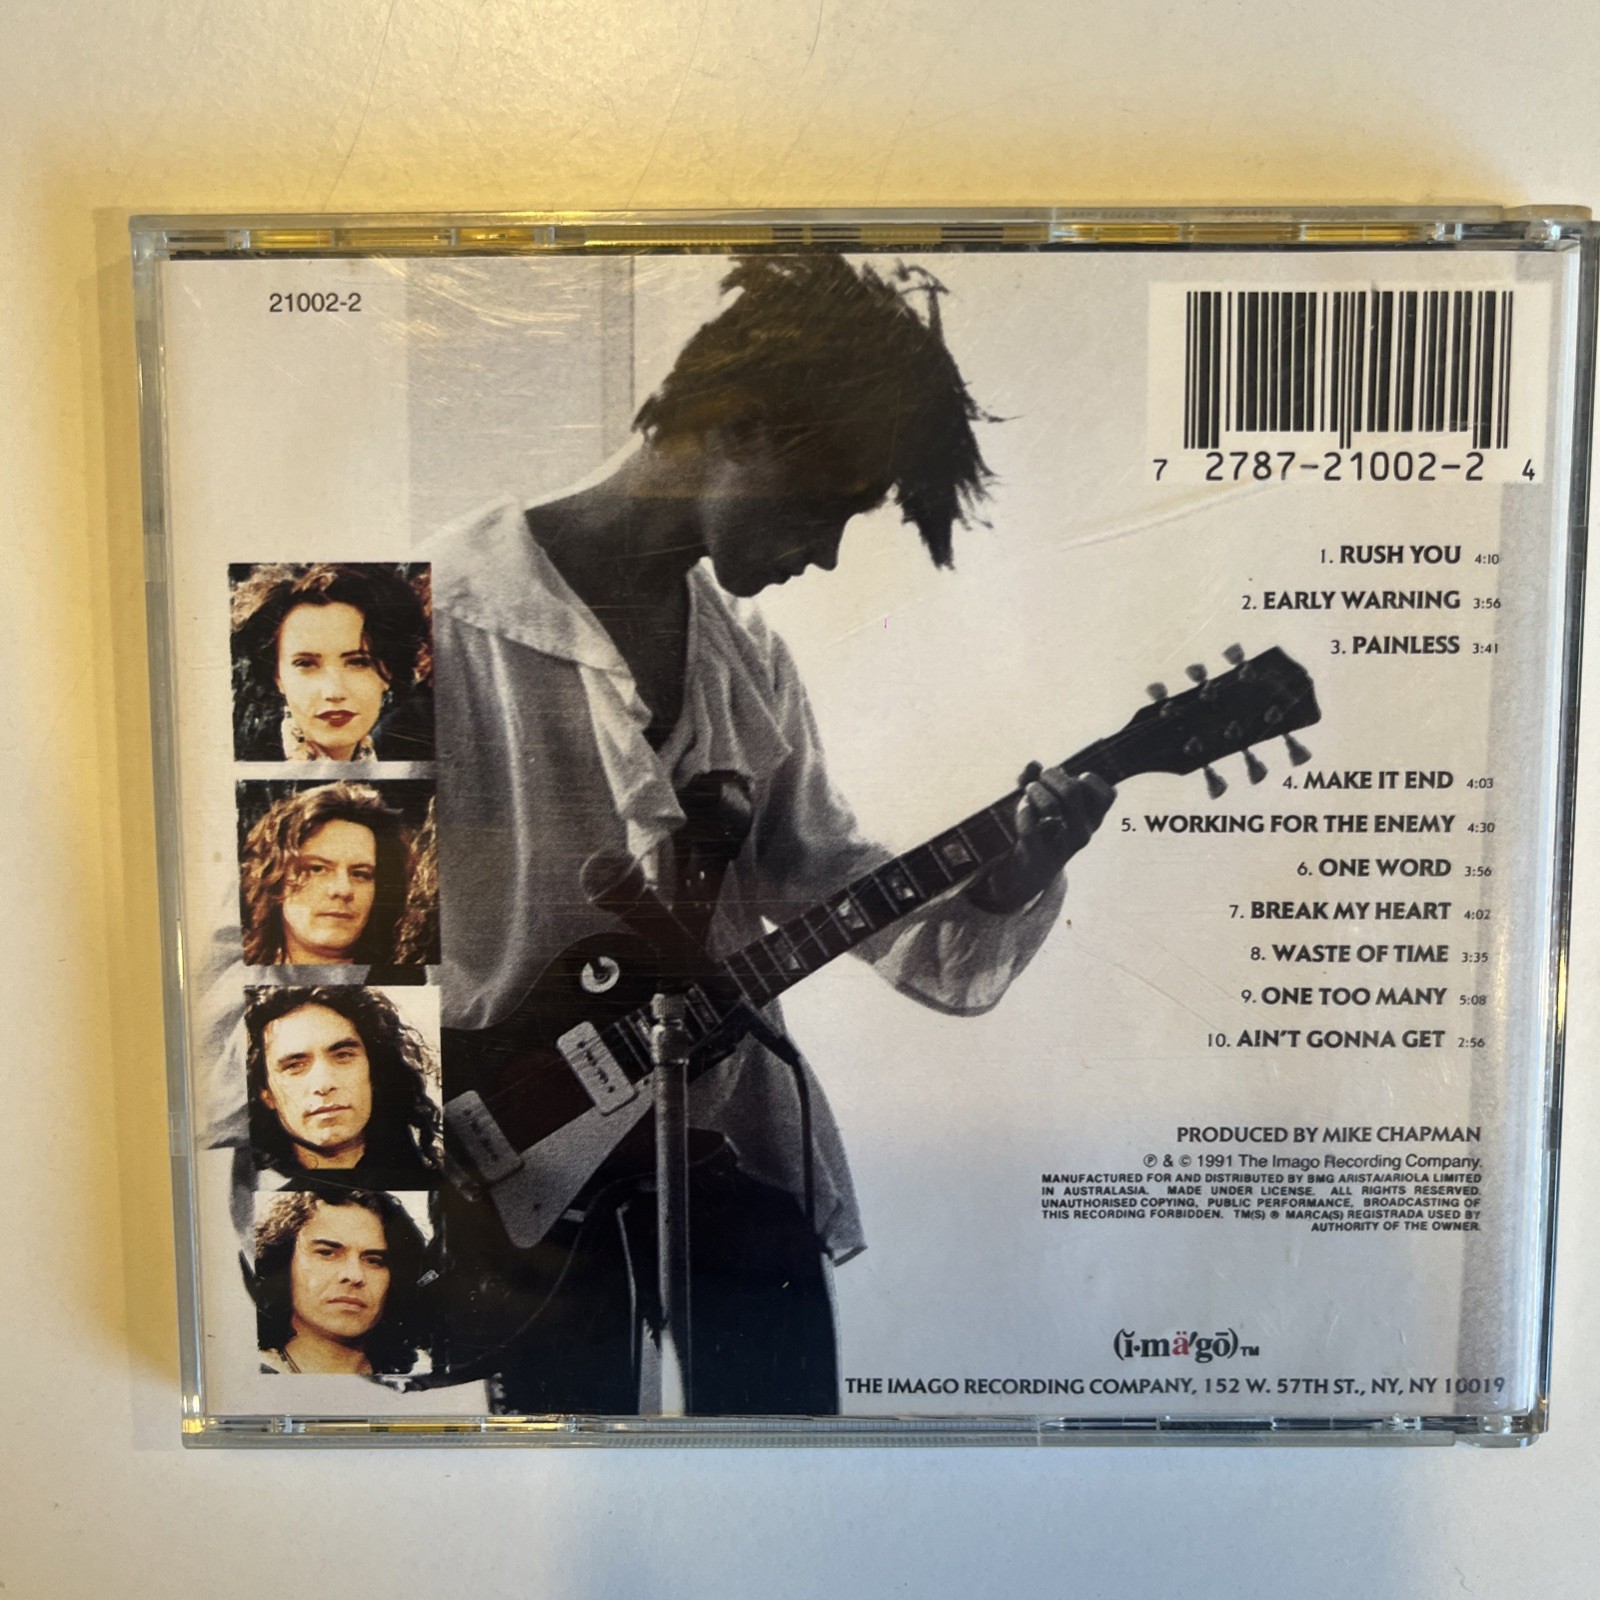 21002-2
7 2787-21002-2 4
1. RUSH YOU 4:10
2. EARLY WARNING 3:56
3. PAINLESS 3:41
4. MAKE IT END 4:03
5. WORKING FOR THE ENEMY 4:30
6. ONE WORD 3:56
7. BREAK MY HEART 4:02
8. WASTE OF TIME 3:35
9. ONE TOO MANY 5:08
10. AIN'T GONNA GET 2:56
PRODUCED BY MIKE CHAPMAN
℗ & © 1991 The Imago Recording Company.
MANUFACTURED FOR AND DISTRIBUTED BY BMG ARISTA/ARIOLA LIMITED
IN AUSTRALASIA. MADE UNDER LICENSE. ALL RIGHTS RESERVED.
UNAUTHORISED COPYING, PUBLIC PERFORMANCE, BROADCASTING OF
THIS RECORDING FORBIDDEN. TM(S) ® MARCA(S) REGISTRADA USED BY
AUTHORITY OF THE OWNER.
(ĭ·mä′gō)™
THE IMAGO RECORDING COMPANY, 152 W. 57TH ST., NY, NY 10019